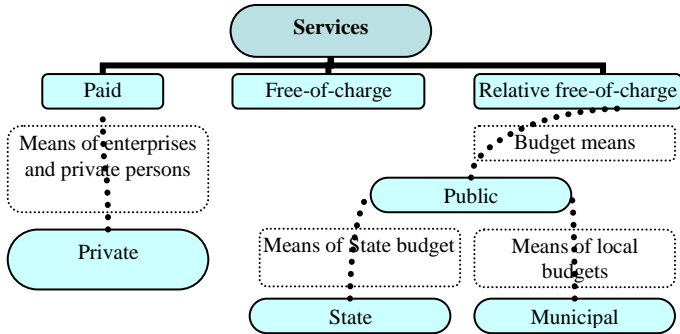 Services
Paid
Free-of-charge
Relative free-of-charge
Means of enterprises
and private persons
Budget means
Public
Private
Means of State budget
Means of local
budgets
State
Municipal